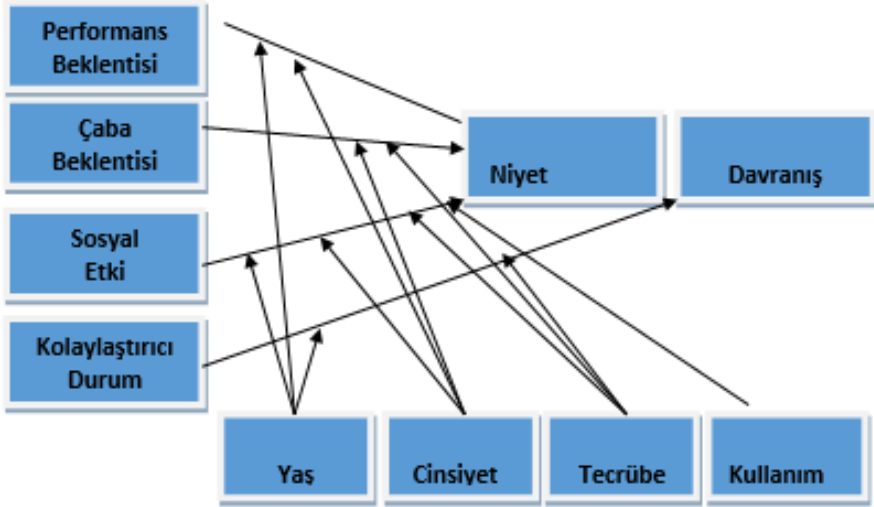 Performans
Beklentisi
Çaba
Beklentisi
Niyet
Davranış
Sosyal
Etki
Kolaylaştırıcı
Durum
Yaş
Cinsiyet
Tecrübe
Kullanım